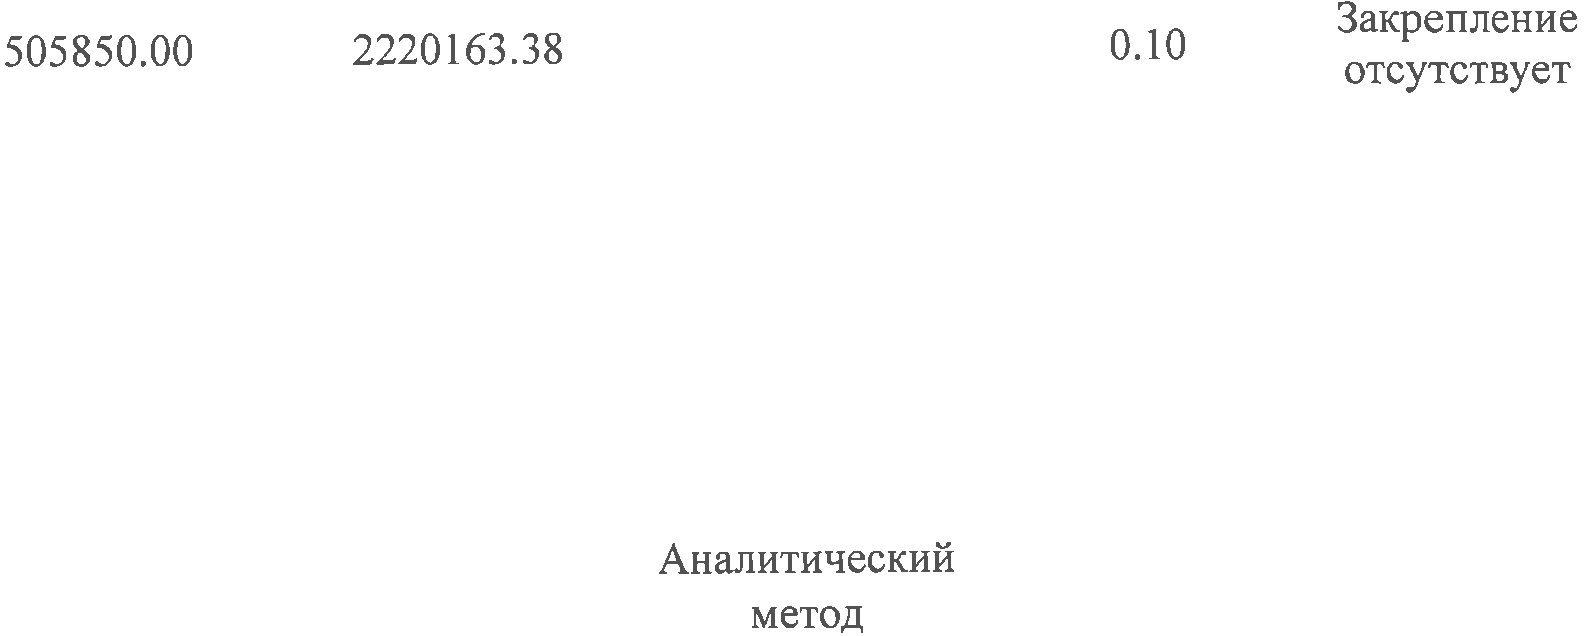 505850.00 2220163.38 0.10 Закрепление
отсутствует
Аналитический
метод